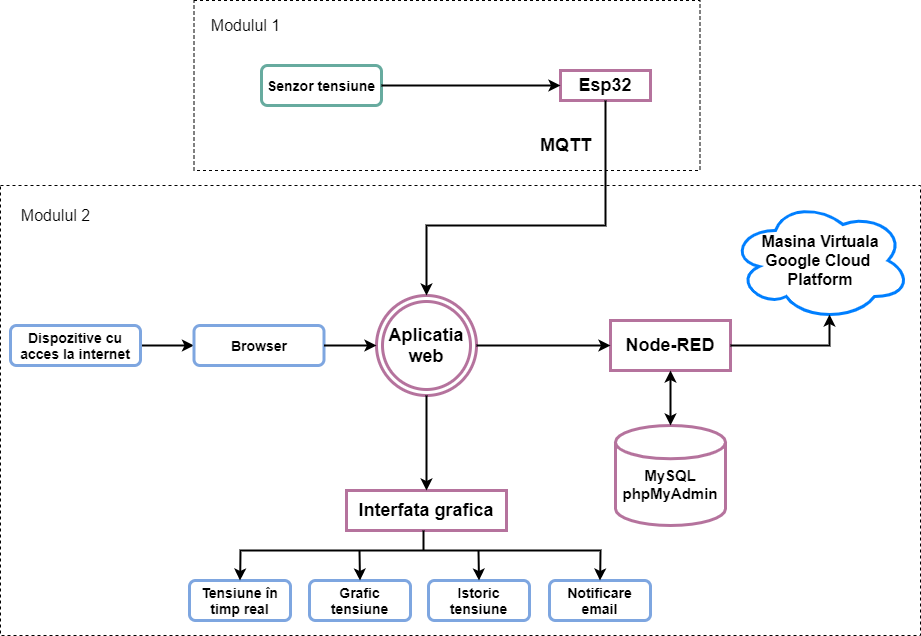 Modulul 1
Senzor tensiune
Esp32
MQTT
Modulul 2
Masina Virtuala
Google Cloud
Platform
Dispozitive cu
acces la internet
Browser
Aplicatia
web
Node-RED
MySQL
phpMyAdmin
Interfata grafica
Tensiune în
timp real
Grafic
tensiune
Istoric
tensiune
Notificare
email